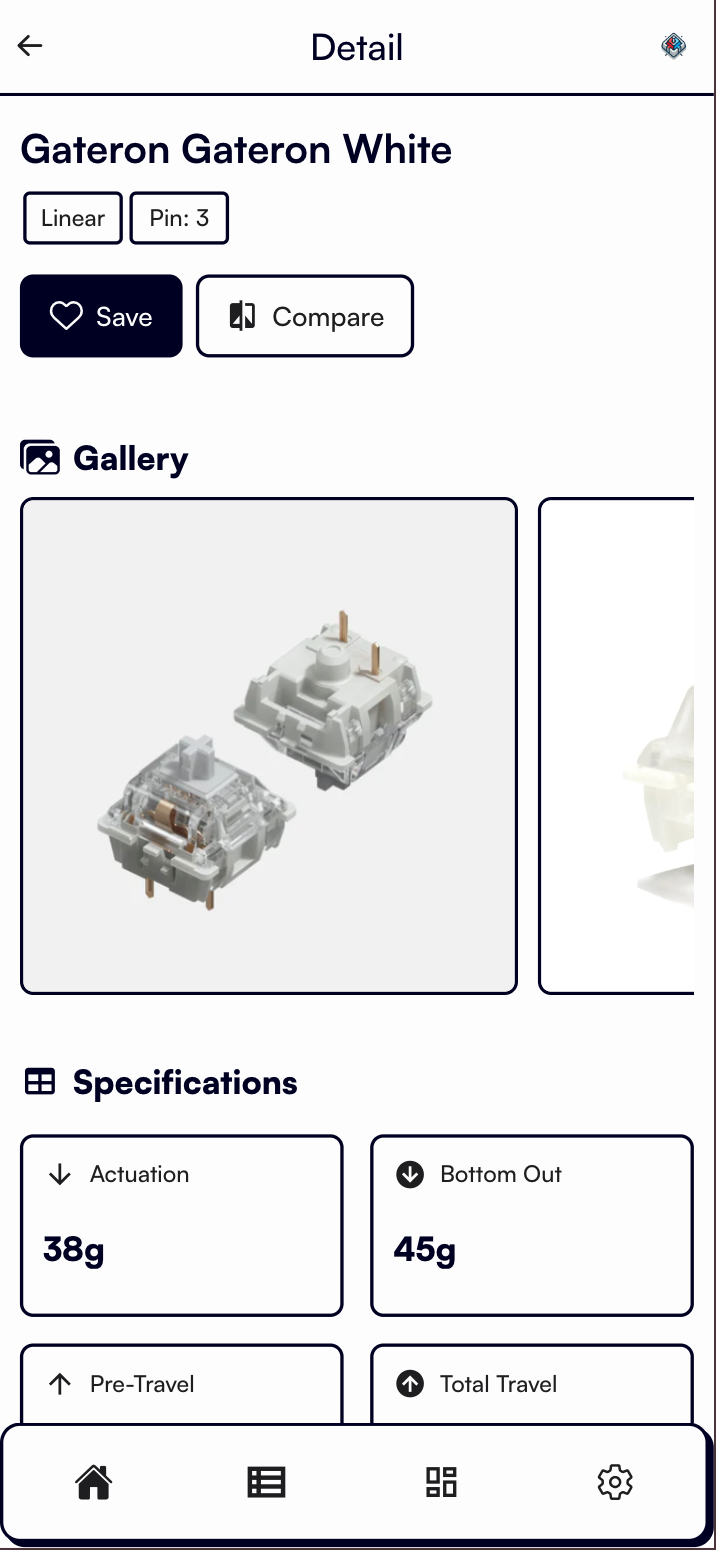 Detail
Gateron Gateron White
Linear
Pin: 3
Save
Compare
Gallery
Specifications
Actuation
Bottom Out
38g
45g
Pre-Travel
Total Travel